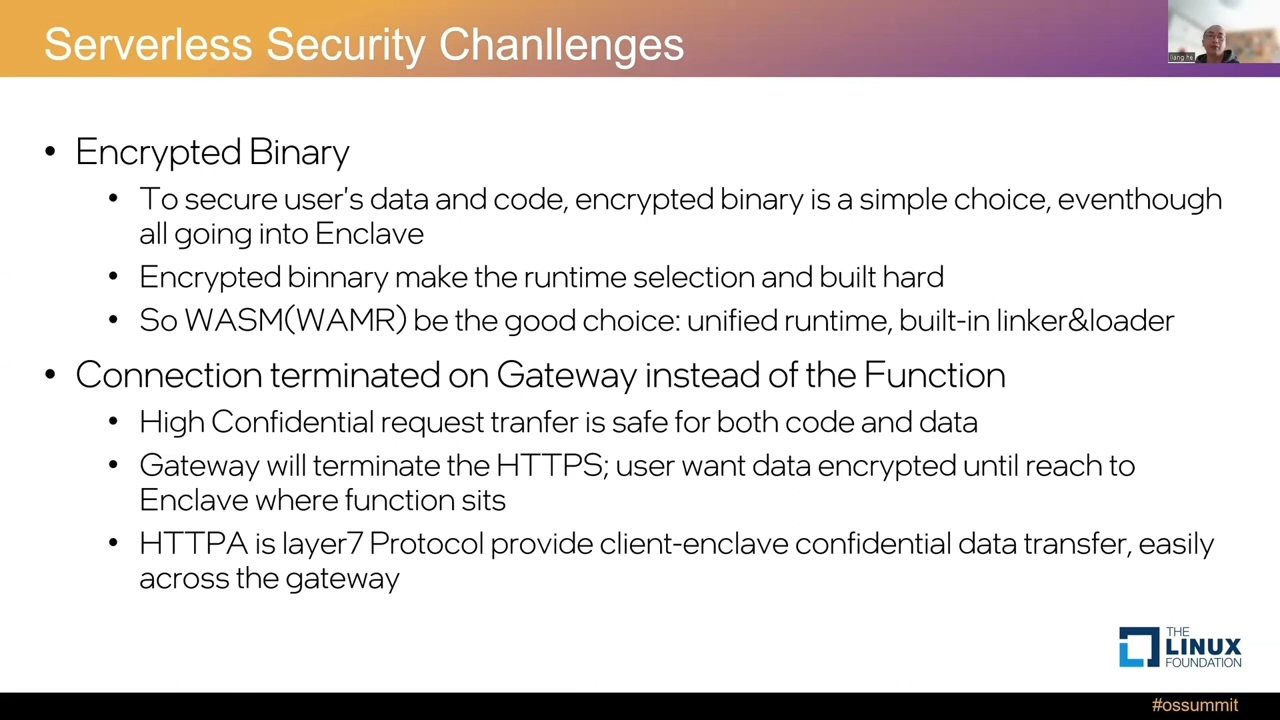 Serverless Security Chanllenges
liang he
• Encrypted Binary
• To secure user's data and code, encrypted binary is a simple choice, eventhough
all going into Enclave
• Encrypted binnary make the runtime selection and built hard
• So WASM(WAMR) be the good choice: unified runtime, built-in linker&loader
• Connection terminated on Gateway instead of the Function
• High Confidential request tranfer is safe for both code and data
• Gateway will terminate the HTTPS; user want data encrypted until reach to
Enclave where function sits
• HTTPA is layer7 Protocol provide client-enclave confidential data transfer, easily
across the gateway
THE
LINUX
FOUNDATION
#ossummit